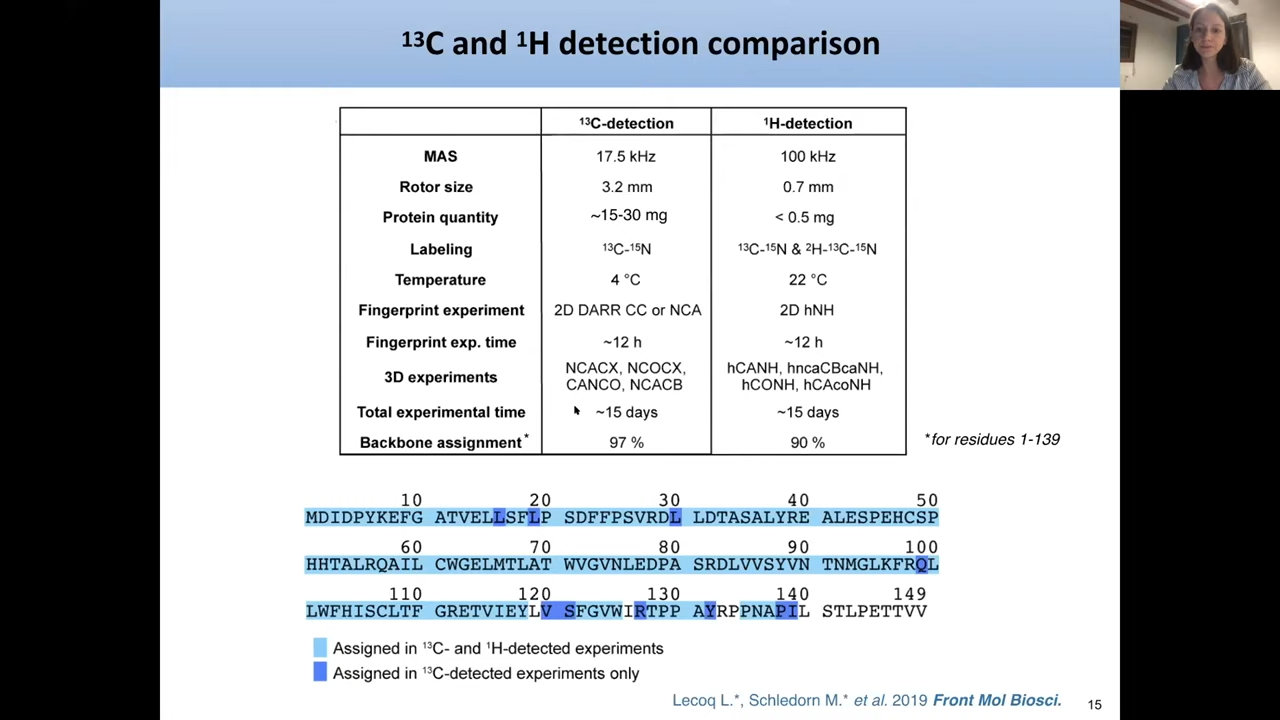 ¹³C and ¹H detection comparison
¹³C-detection ¹H-detection
MAS 17.5 kHz 100 kHz
Rotor size 3.2 mm 0.7 mm
Protein quantity ~15-30 mg < 0.5 mg
Labeling ¹³C-¹⁵N ¹³C-¹⁵N & ²H-¹³C-¹⁵N
Temperature 4 °C 22 °C
Fingerprint experiment 2D DARR CC or NCA 2D hNH
Fingerprint exp. time ~12 h ~12 h
3D experiments NCACX, NCOCX, CANCO, NCACB hCANH, hncaCBcaNH, hCONH, hCAcoNH
Total experimental time ~15 days ~15 days
Backbone assignment* 97 % 90 %
*for residues 1-139
10 20 30 40 50
MDIDPYKEFG ATVELLSFLP SDFFPSVRDL LDTASALYRE ALESPEHCSP
60 70 80 90 100
HHTALRQAIL CWGELMTLAT WVGVNLEDPA SRDLVVSYVN TNMGLKFRQL
110 120 130 140 149
LWFHISCLTF GRETVIEYLV SFGVWIRTPP AYRPPNAPIL STLPETTVV
Assigned in ¹³C- and ¹H-detected experiments
Assigned in ¹³C-detected experiments only
Lecoq L.*, Schledorn M.* et al. 2019 Front Mol Biosci.
15